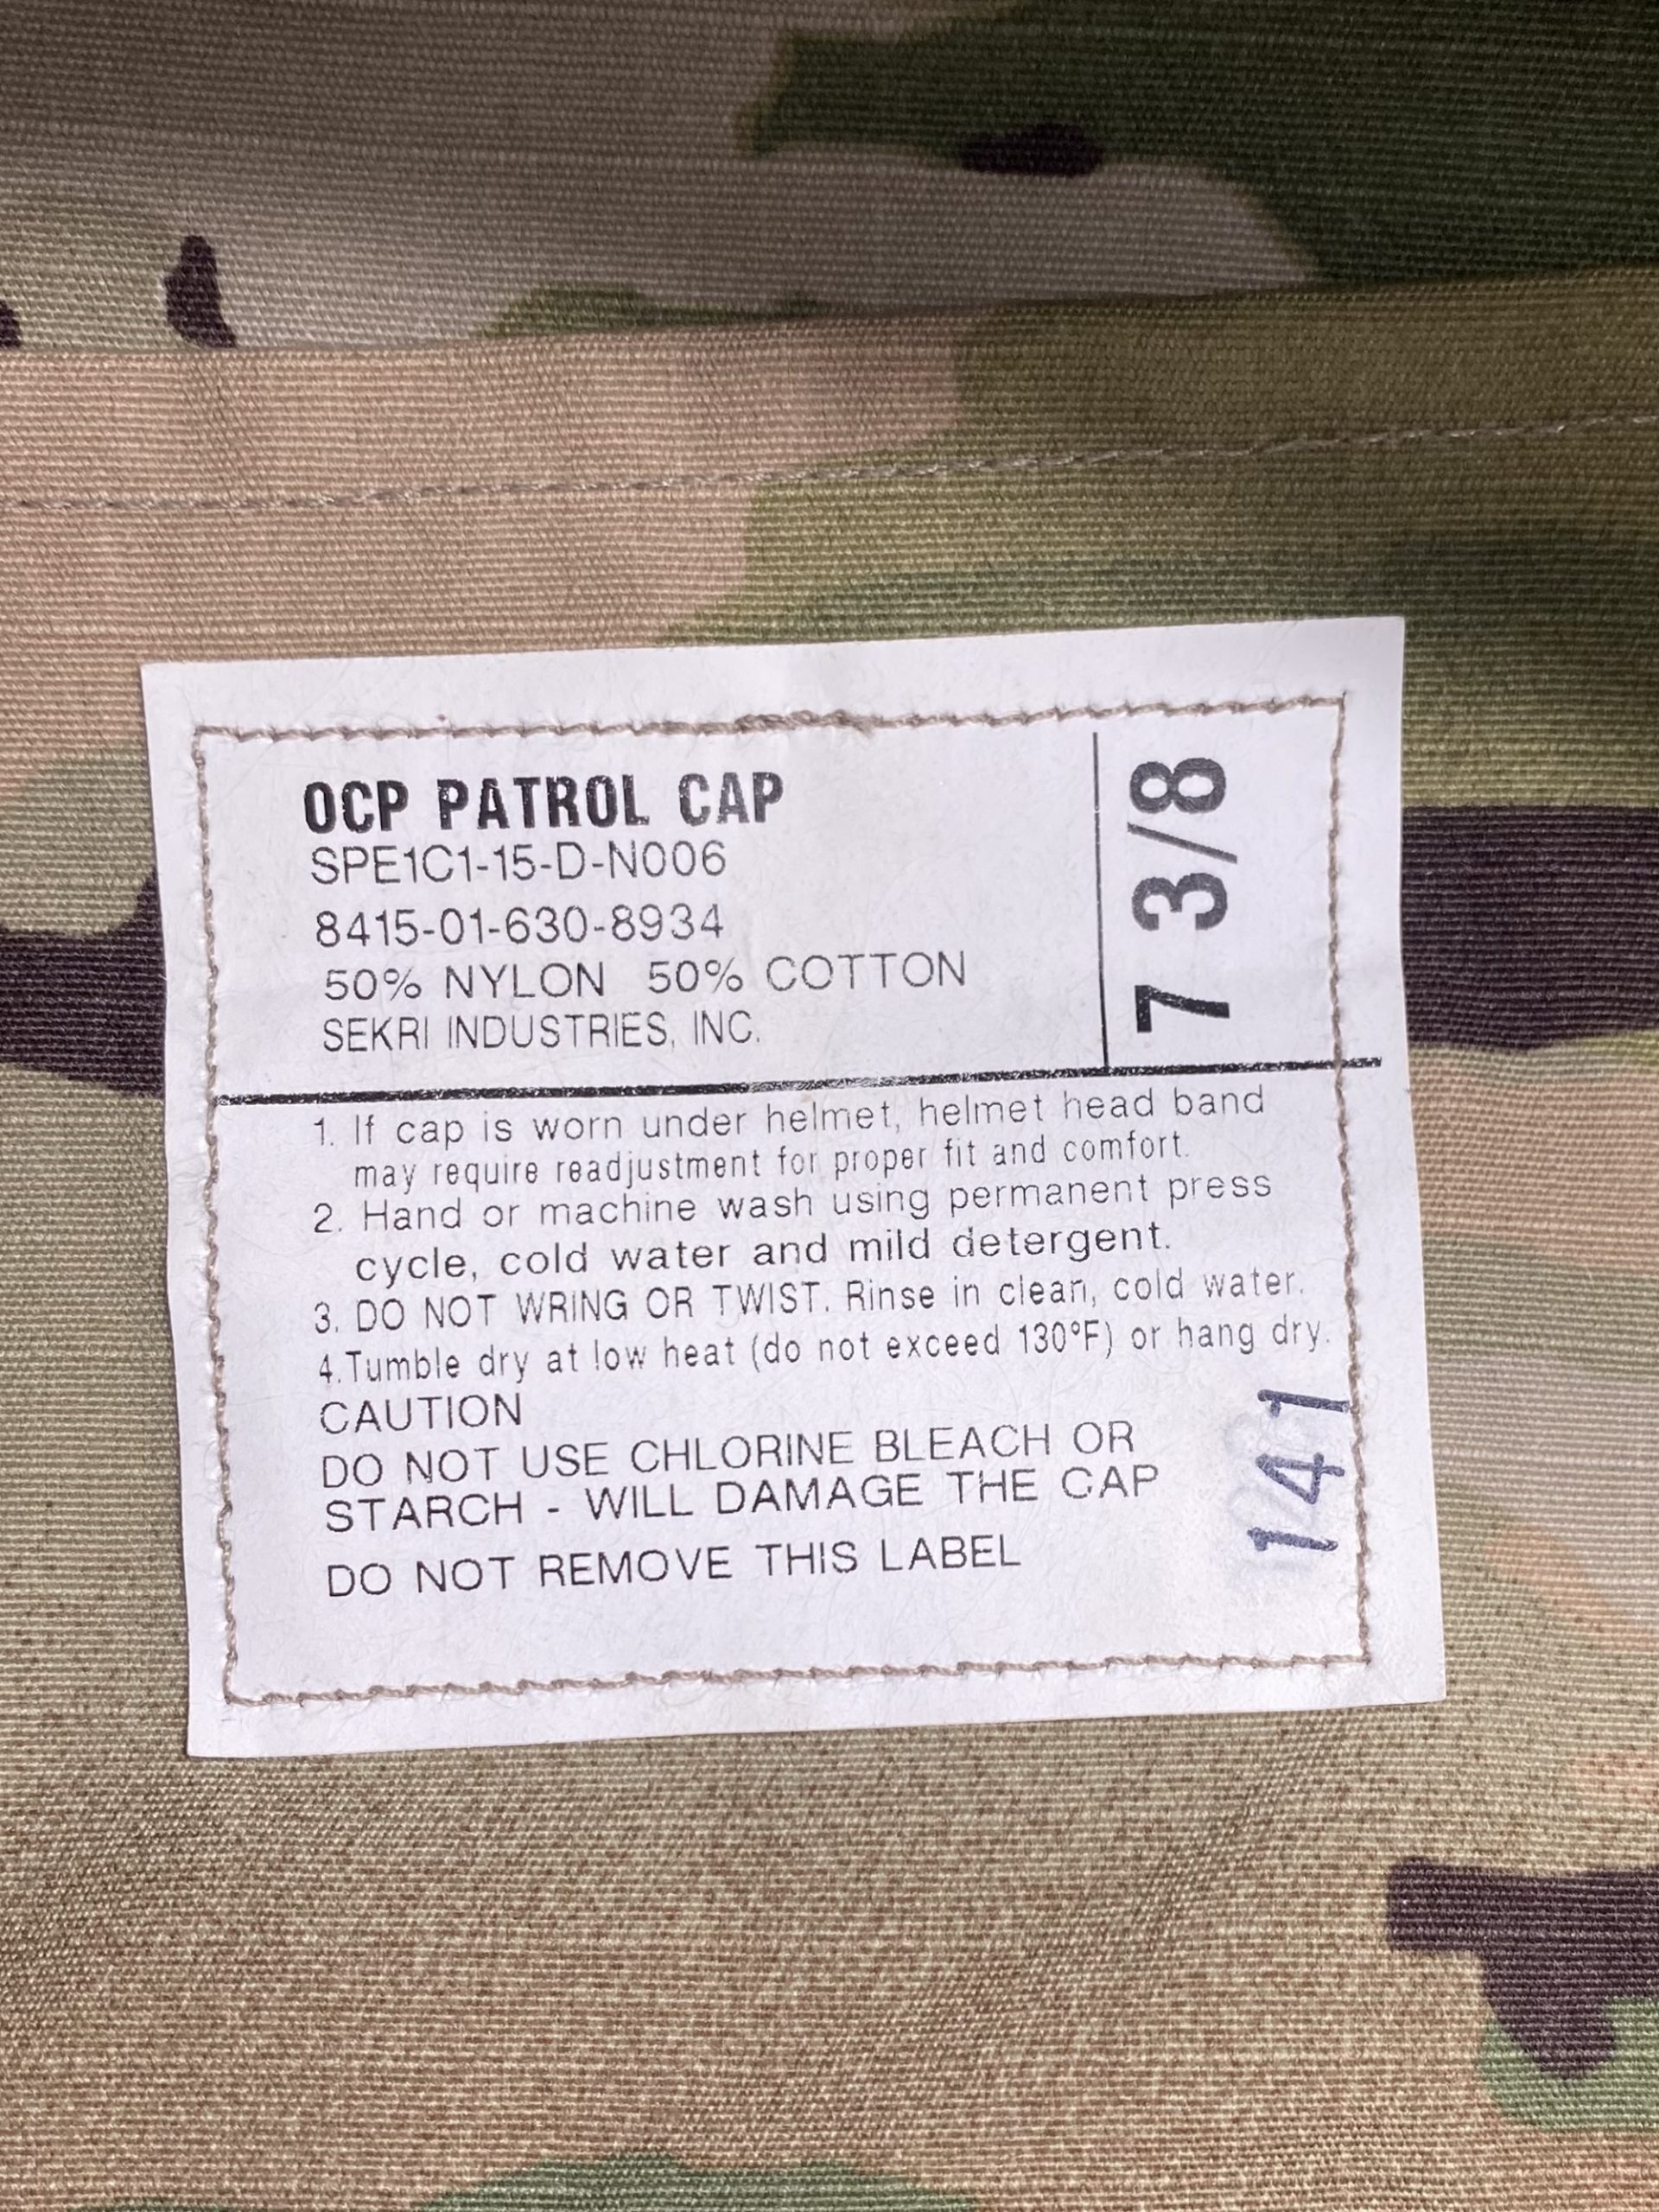 OCP PATROL CAP
SPE1C1-15-D-N006
8415-01-630-8934
50% NYLON 50% COTTON
SEKRI INDUSTRIES, INC.
7 3/8
1. If cap is worn under helmet, helmet head band
may require readjustment for proper fit and comfort.
2. Hand or machine wash using permanent press
cycle, cold water and mild detergent.
3. DO NOT WRING OR TWIST. Rinse in clean, cold water.
4.Tumble dry at low heat (do not exceed 130°F) or hang dry.
CAUTION
DO NOT USE CHLORINE BLEACH OR
STARCH - WILL DAMAGE THE CAP
DO NOT REMOVE THIS LABEL
141